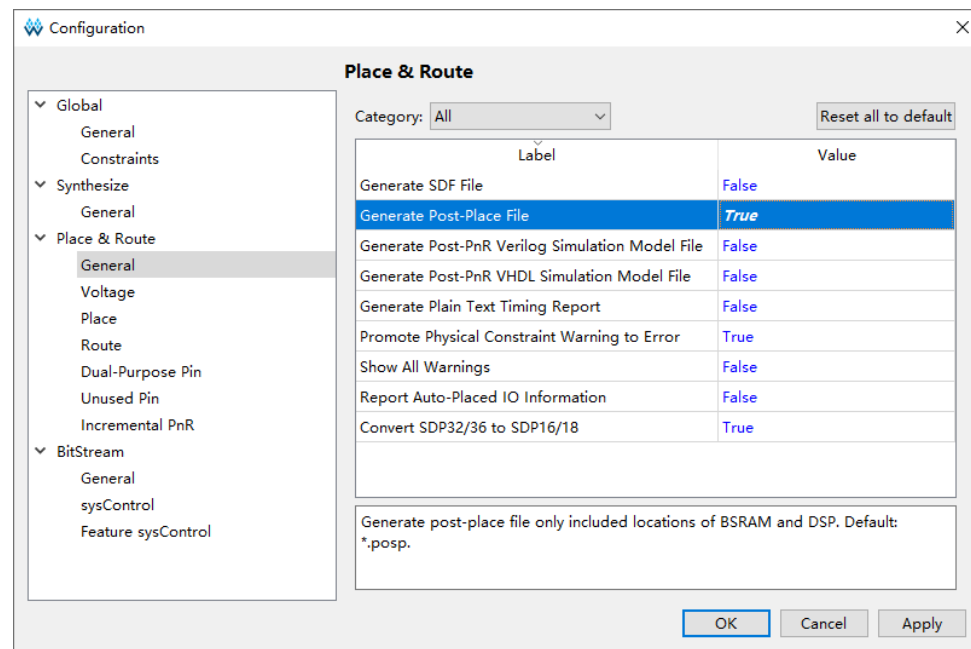 Configuration
Place & Route
Global
General
Constraints
Synthesize
General
Place & Route
General
Voltage
Place
Route
Dual-Purpose Pin
Unused Pin
Incremental PnR
BitStream
General
sysControl
Feature sysControl
Category: All Reset all to default
Label Value
Generate SDF File False
Generate Post-Place File True
Generate Post-PnR Verilog Simulation Model File False
Generate Post-PnR VHDL Simulation Model File False
Generate Plain Text Timing Report False
Promote Physical Constraint Warning to Error True
Show All Warnings False
Report Auto-Placed IO Information False
Convert SDP32/36 to SDP16/18 True
Generate post-place file only included locations of BSRAM and DSP. Default:
*.posp.
OK Cancel Apply